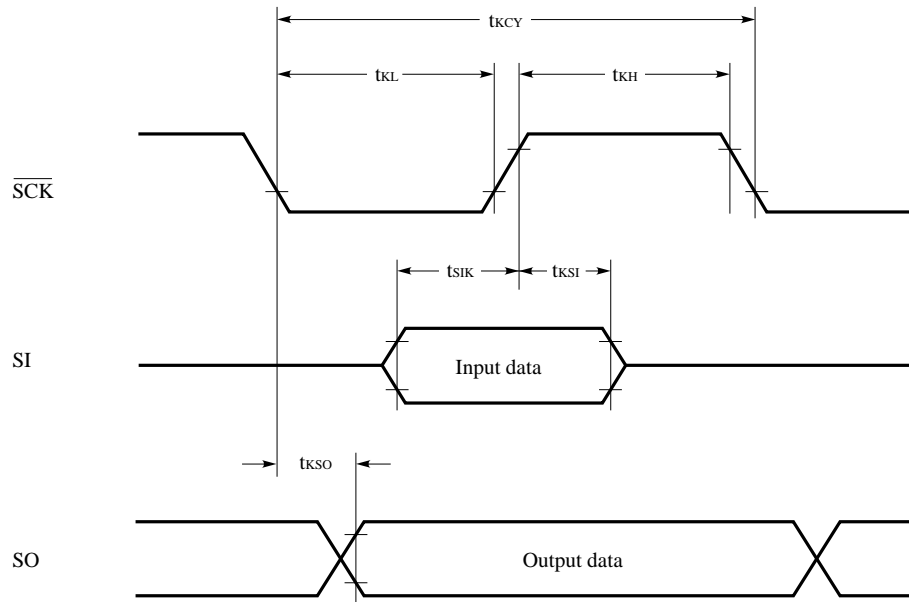 tKCY
tKL
tKH
SCK
tSIK
tKSI
SI
Input data
tKSO
SO
Output data